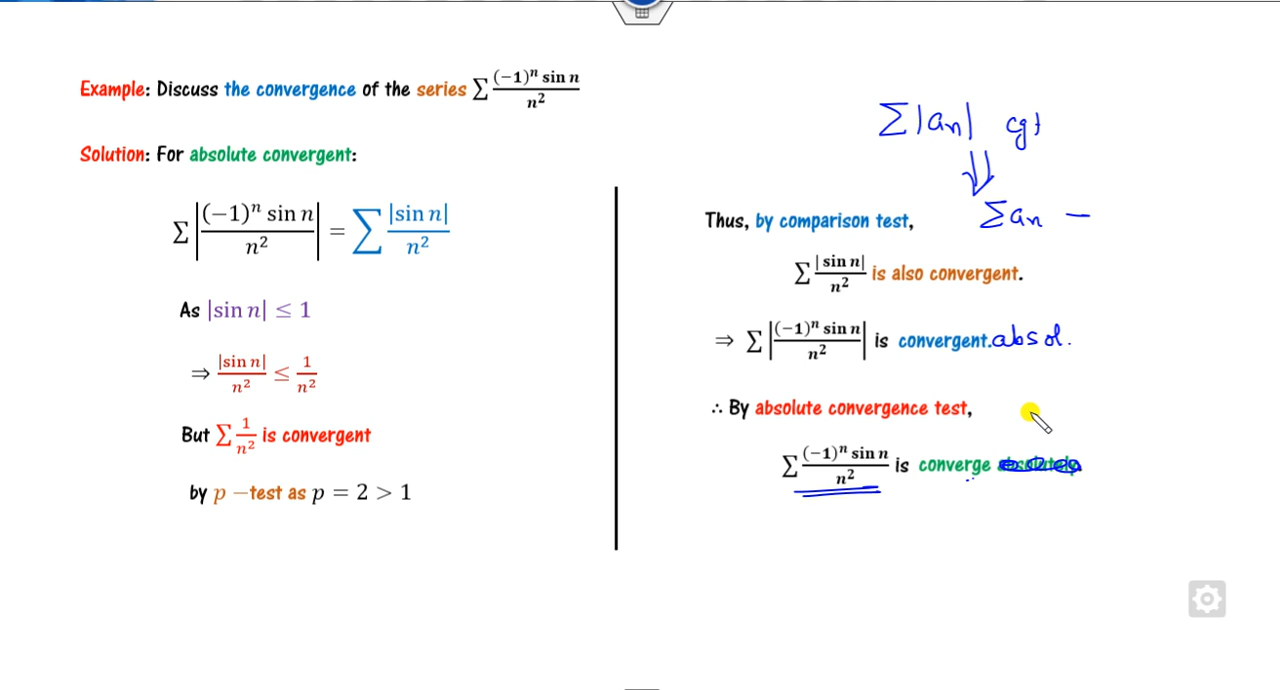 Example: Discuss the convergence of the series ∑ (−1)ⁿ sin n / n²
Solution: For absolute convergent:
∑ |(−1)ⁿ sin n / n²| = ∑ |sin n| / n²
As |sin n| ≤ 1
⇒ |sin n| / n² ≤ 1 / n²
But ∑ 1 / n² is convergent
by p −test as p = 2 > 1
∑|an| cgt
⇓
∑an −
Thus, by comparison test,
∑ |sin n| / n² is also convergent.
⇒ ∑ |(−1)ⁿ sin n / n²| is convergent. absol.
∴ By absolute convergence test,
∑ (−1)ⁿ sin n / n² is converge